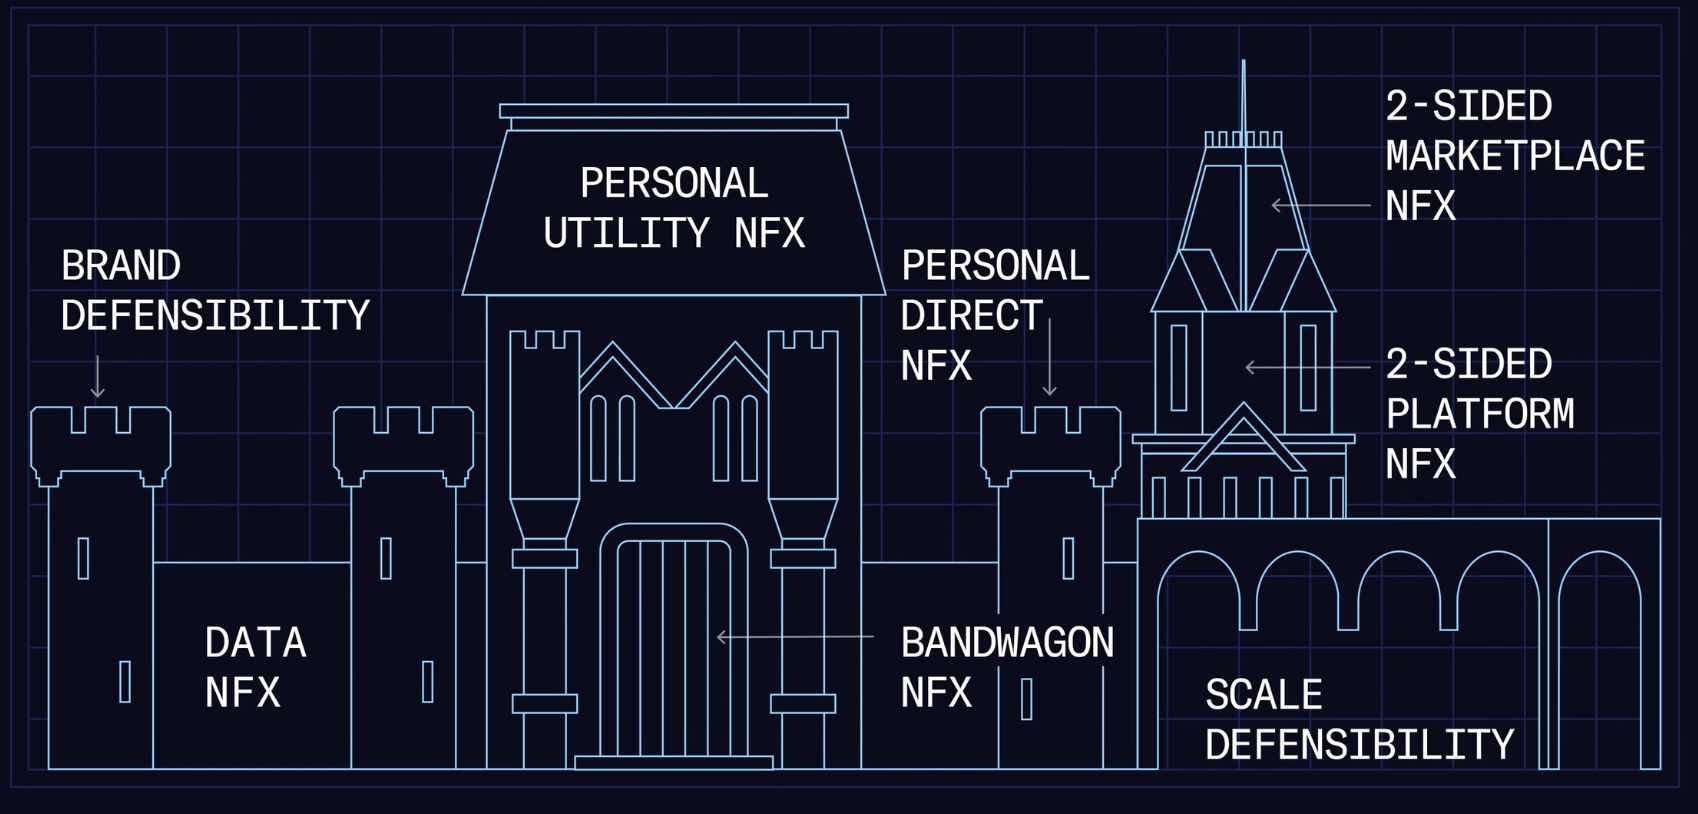 BRAND
DEFENSIBILITY
DATA
NFX
PERSONAL
UTILITY NFX
PERSONAL
DIRECT
NFX
BANDWAGON
NFX
2-SIDED
MARKETPLACE
NFX
2-SIDED
PLATFORM
NFX
SCALE
DEFENSIBILITY